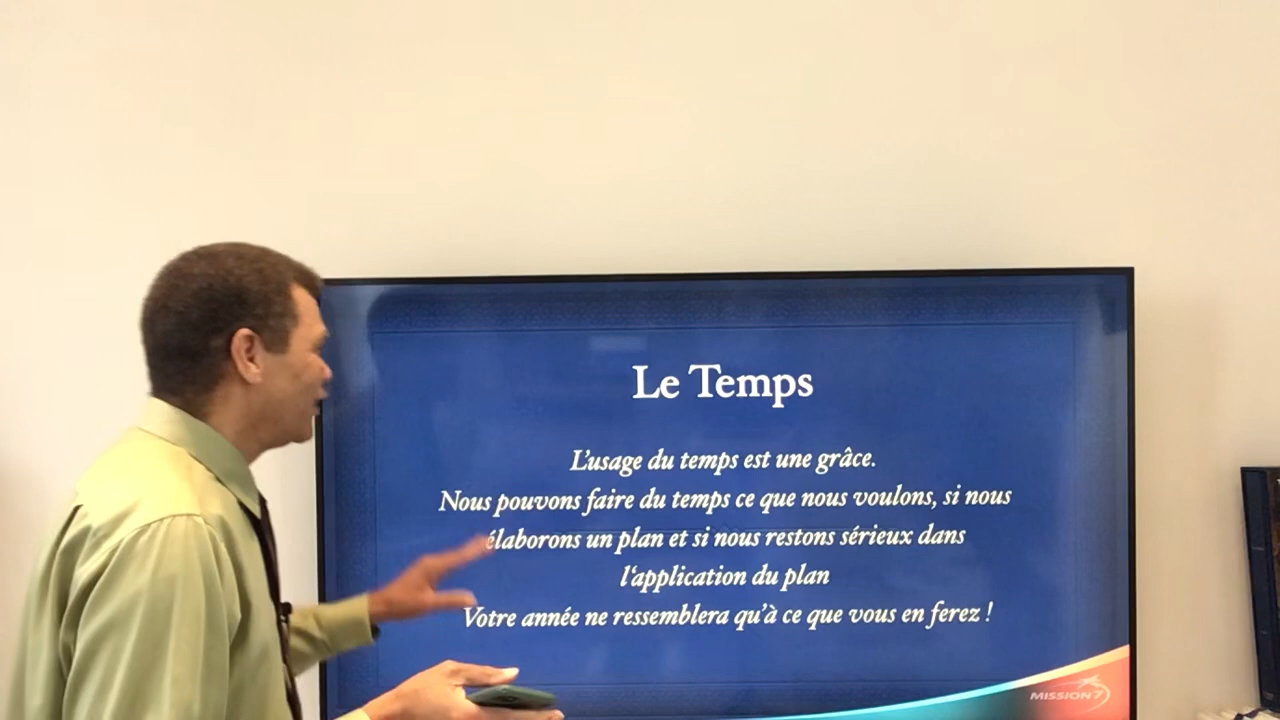 Le Temps
L'usage du temps est une grâce.
Nous pouvons faire du temps ce que nous voulons, si nous
élaborons un plan et si nous restons sérieux dans
l‘application du plan
Votre année ne ressemblera qu'à ce que vous en ferez !
MISSION 7